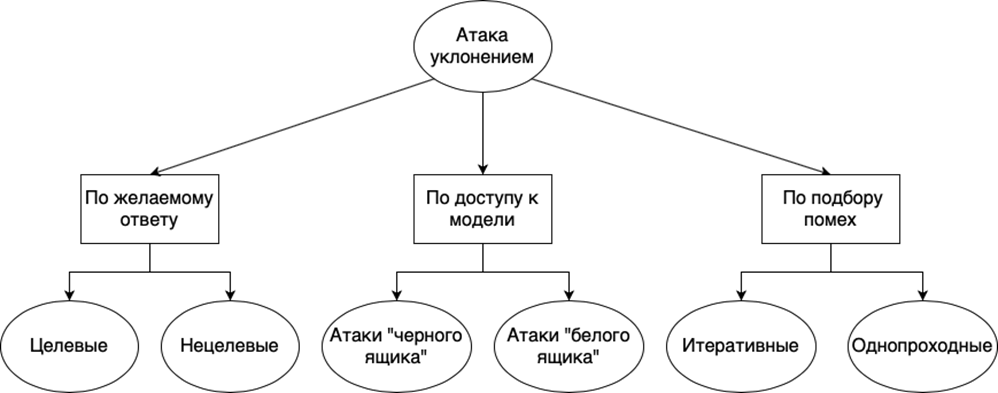 Атака
уклонением
По желаемому
ответу
По доступу к
модели
По подбору
помех
Целевые
Нецелевые
Атаки "черного
ящика"
Атаки "белого
ящика"
Итеративные
Однопроходные